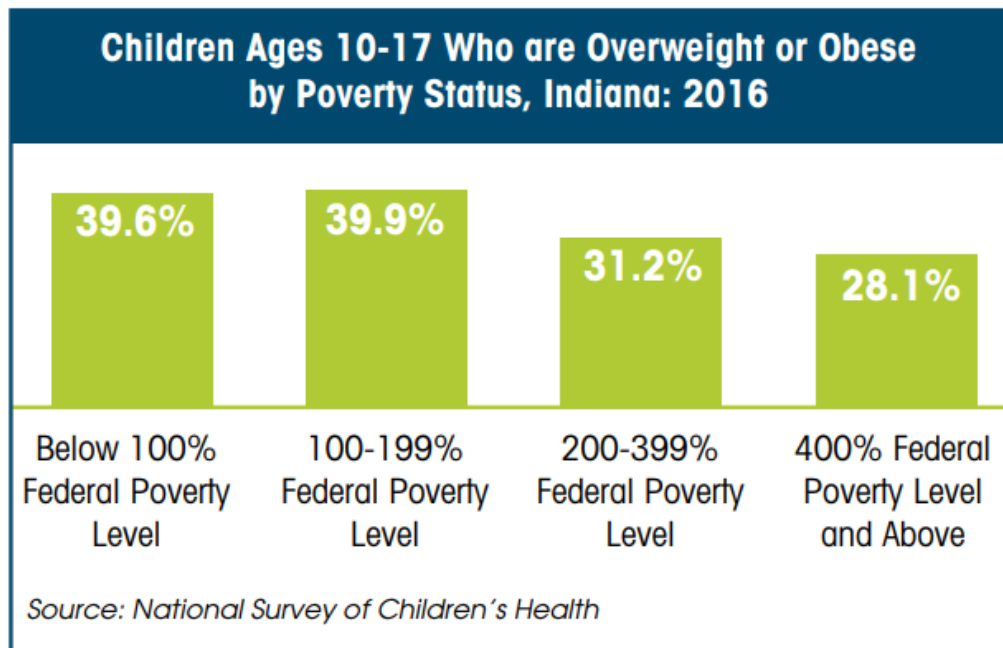 Children Ages 10-17 Who are Overweight or Obese
by Poverty Status, Indiana: 2016
39.6%
39.9%
31.2%
28.1%
Below 100%
Federal Poverty
Level
100-199%
Federal Poverty
Level
200-399%
Federal Poverty
Level
400% Federal
Poverty Level
and Above
Source: National Survey of Children's Health